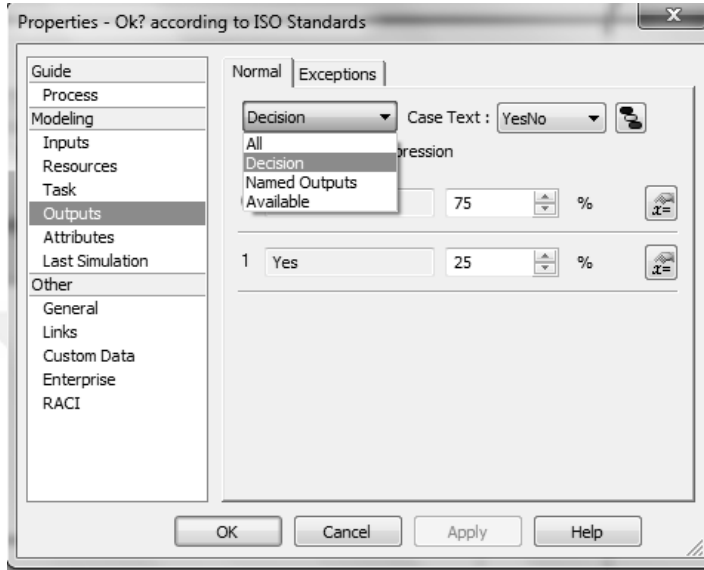 Properties - Ok? according to ISO Standards
x
Guide
Process
Modeling
Inputs
Resources
Task
Outputs
Attributes
Last Simulation
Other
General
Links
Custom Data
Enterprise
RACI
Normal Exceptions
Decision Case Text : YesNo
All
Decision
Named Outputs
Available
75 % x=
1 Yes 25 % x=
OK Cancel Apply Help